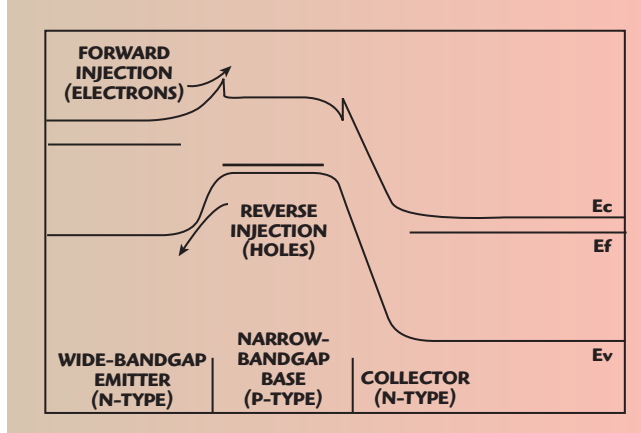 FORWARD
INJECTION
(ELECTRONS)
REVERSE
INJECTION
(HOLES)
Ec
Ef
Ev
WIDE-BANDGAP
EMITTER
(N-TYPE)
NARROW-
BANDGAP
BASE
(P-TYPE)
COLLECTOR
(N-TYPE)